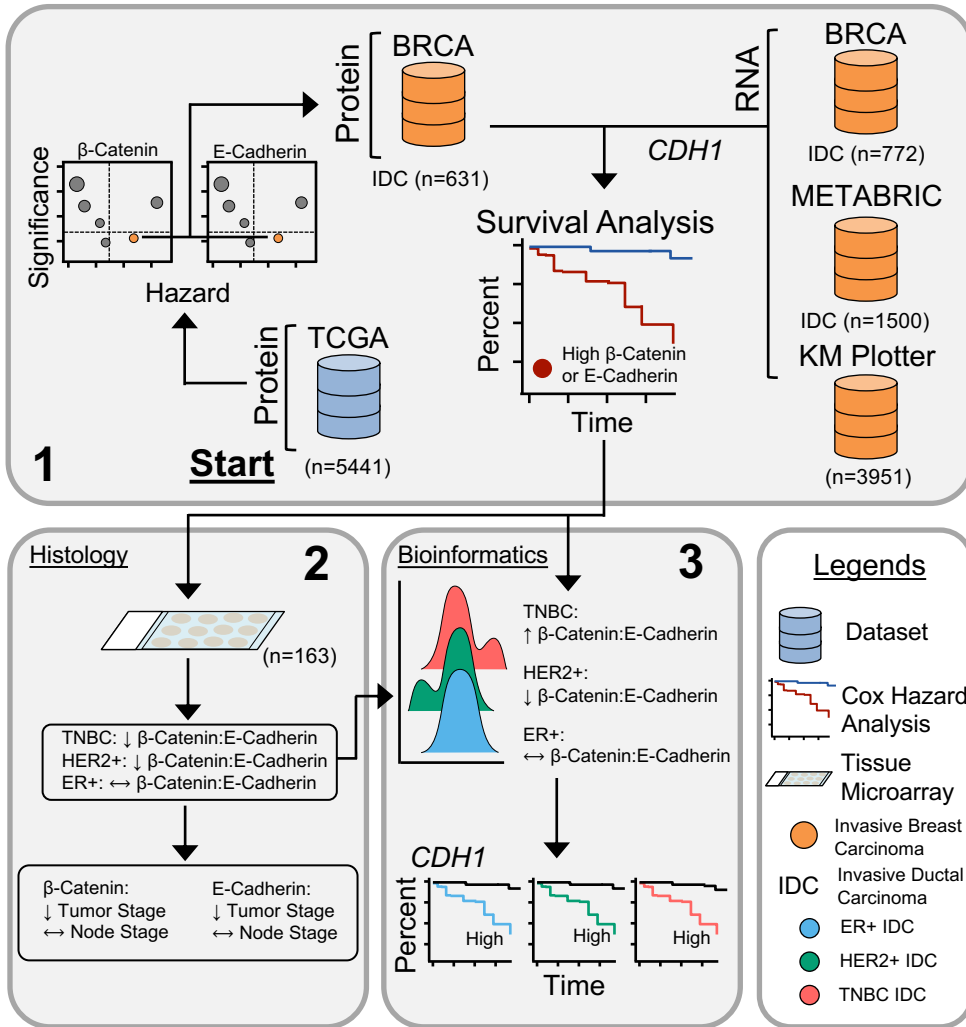 BRCA
Protein
IDC (n=631)
CDH1
RNA
BRCA
IDC (n=772)
METABRIC
IDC (n=1500)
KM Plotter
(n=3951)
β-Catenin
E-Cadherin
Significance
Hazard
TCGA
Protein
(n=5441)
Start
1
Survival Analysis
Percent
High β-Catenin
or E-Cadherin
Time
Histology
2
(n=163)
TNBC: ↓ β-Catenin:E-Cadherin
HER2+: ↓ β-Catenin:E-Cadherin
ER+: ↔ β-Catenin:E-Cadherin
β-Catenin:
↓ Tumor Stage
↔ Node Stage
E-Cadherin:
↓ Tumor Stage
↔ Node Stage
Bioinformatics
3
TNBC:
↑ β-Catenin:E-Cadherin
HER2+:
↓ β-Catenin:E-Cadherin
ER+:
↔ β-Catenin:E-Cadherin
CDH1
Percent
High
High
High
Time
Legends
Dataset
Cox Hazard
Analysis
Tissue
Microarray
Invasive Breast
Carcinoma
IDC Invasive Ductal
Carcinoma
ER+ IDC
HER2+ IDC
TNBC IDC